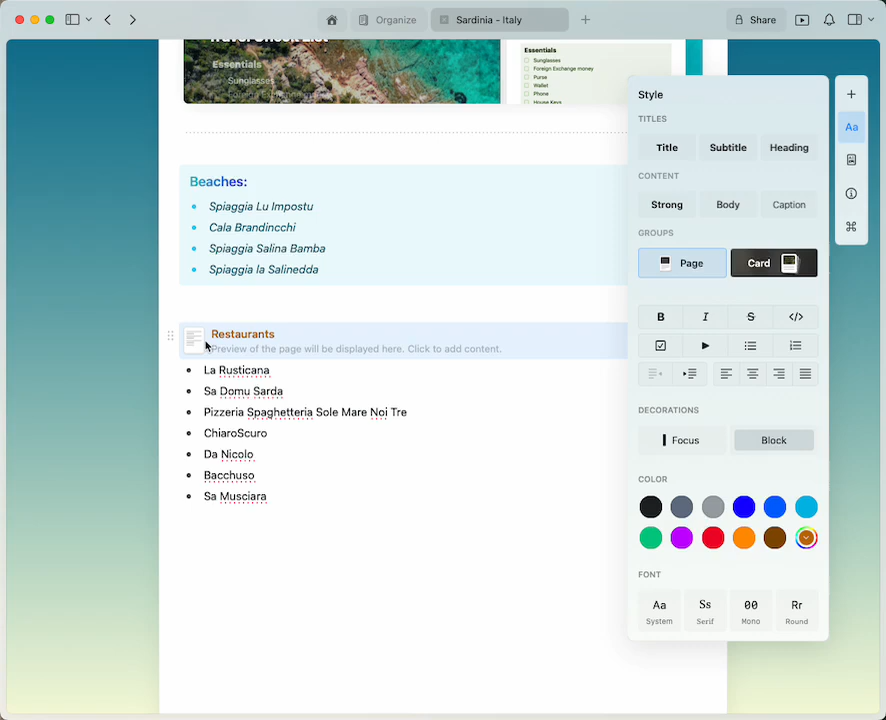 Organize
Sardinia - Italy
Share
Travel Check List
Essentials
Sunglasses
Essentials
Sunglasses
Foreign Exchange money
Purse
Wallet
Phone
House Keys
Beaches:
Spiaggia Lu Impostu
Cala Brandincchi
Spiaggia Salina Bamba
Spiaggia la Salinedda
Restaurants
Preview of the page will be displayed here. Click to add content.
La Rusticana
Sa Domu Sarda
Pizzeria Spaghetteria Sole Mare Noi Tre
ChiaroScuro
Da Nicolo
Bacchuso
Sa Musciara
Style
TITLES
Title
Subtitle
Heading
CONTENT
Strong
Body
Caption
GROUPS
Page
Card
B
I
S
</>
DECORATIONS
Focus
Block
COLOR
FONT
Aa
Ss
00
Rr
System
Serif
Mono
Round
Aa